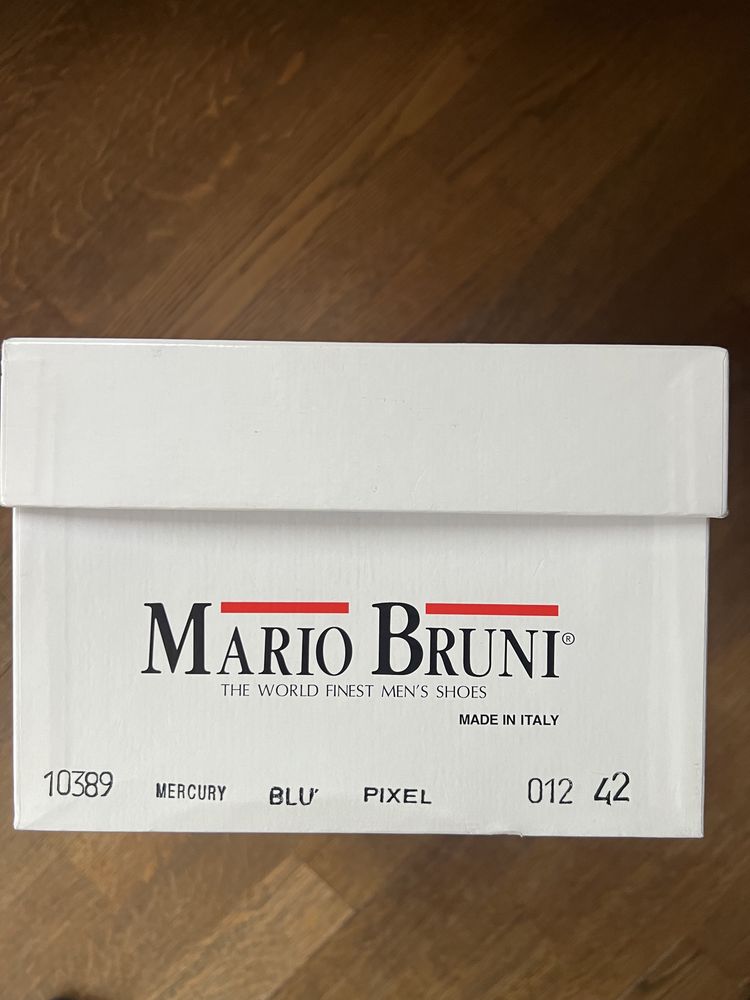 MARIO BRUNI®
THE WORLD FINEST MEN'S SHOES
MADE IN ITALY
10389 MERCURY BLU' PIXEL 012 42